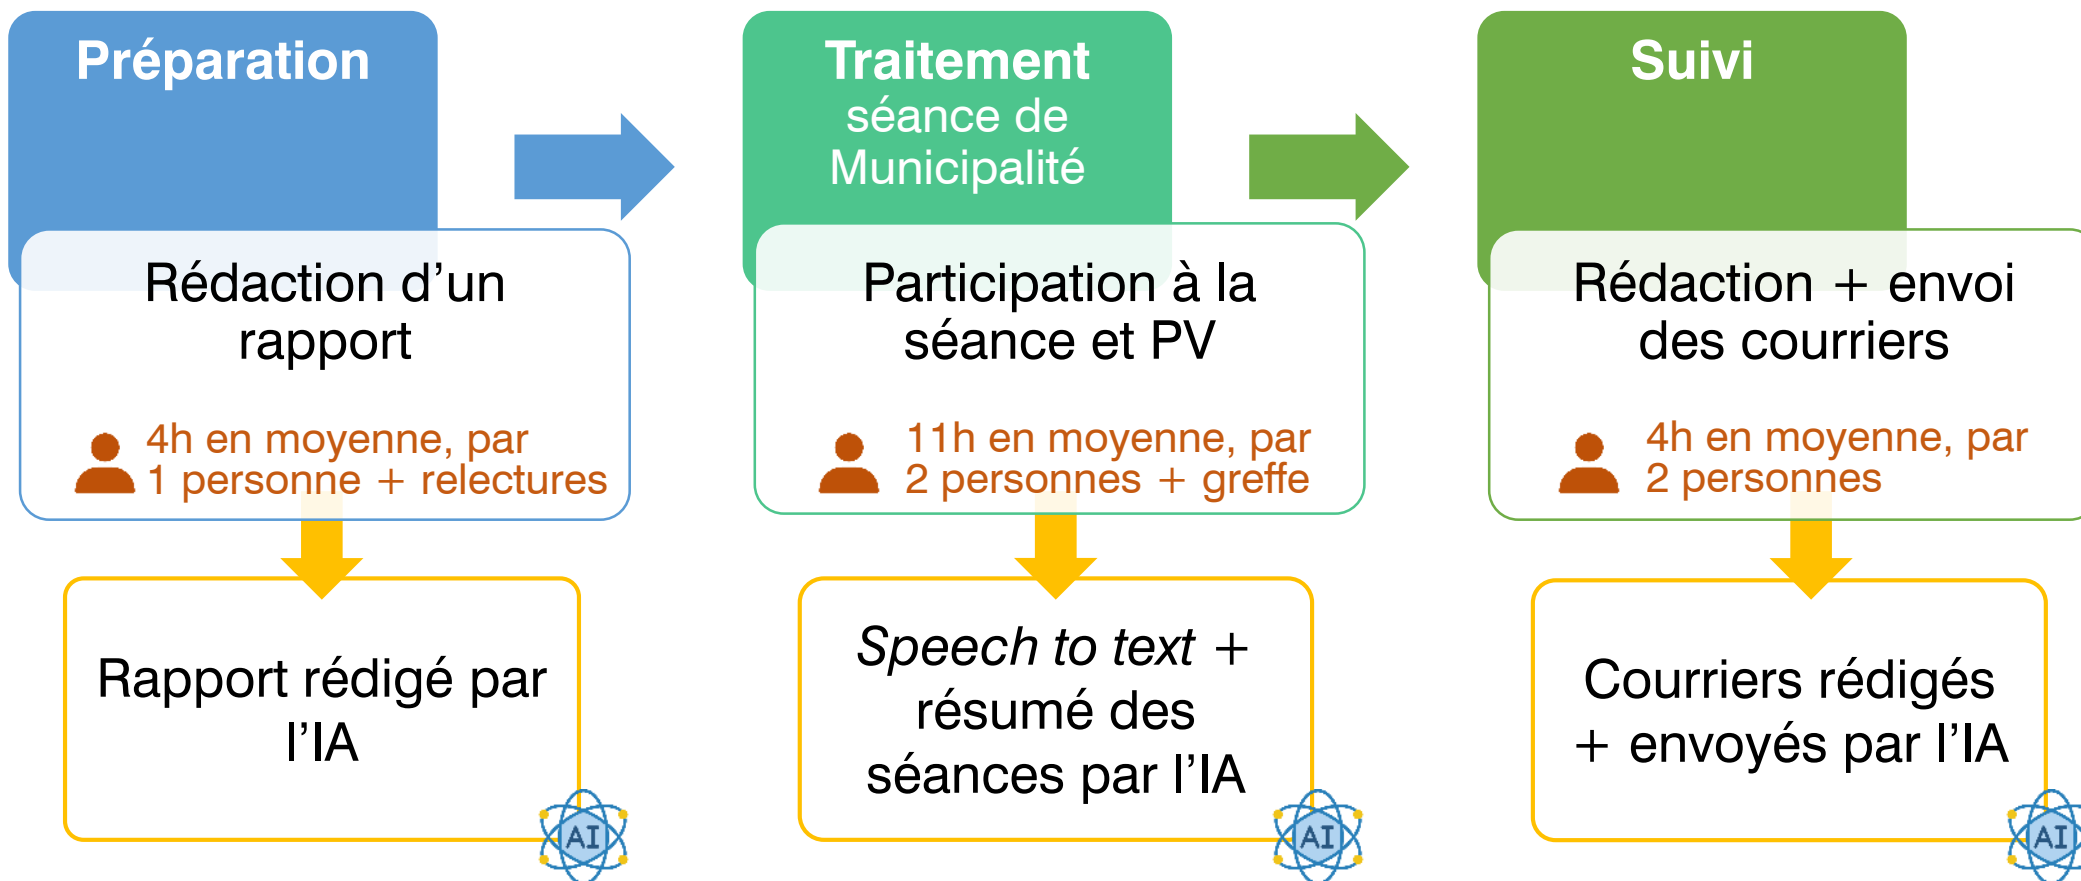 Préparation
Rédaction d’un
rapport
4h en moyenne, par
1 personne + relectures
Rapport rédigé par
l’IA
AI
Traitement
séance de
Municipalité
Participation à la
séance et PV
11h en moyenne, par
2 personnes + greffe
Speech to text +
résumé des
séances par l’IA
AI
Suivi
Rédaction + envoi
des courriers
4h en moyenne, par
2 personnes
Courriers rédigés
+ envoyés par l’IA
AI